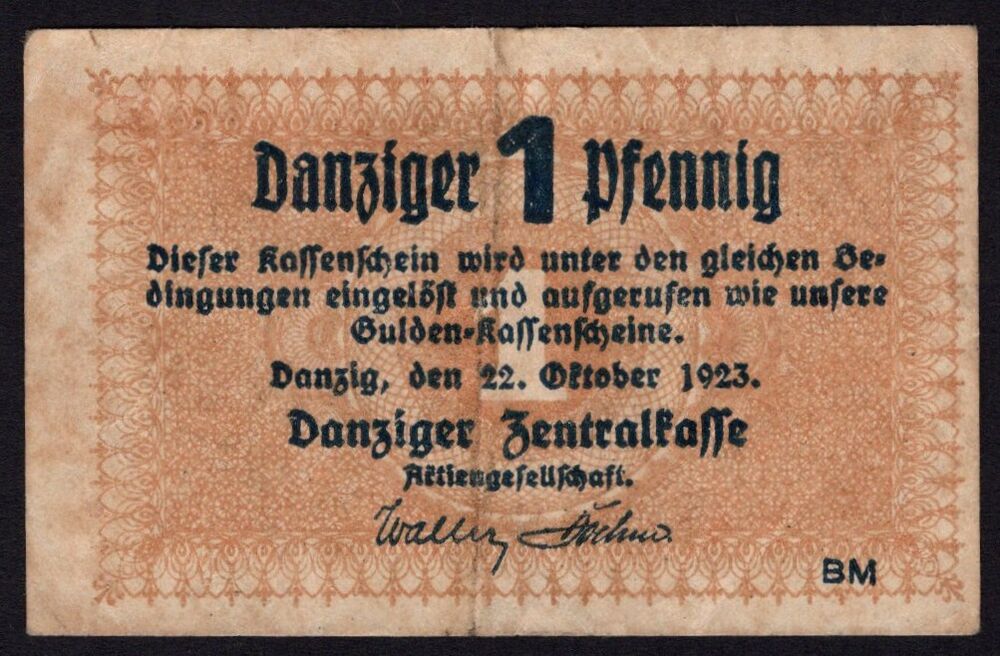 Danziger 1 Pfennig
Dieser Kassenschein wird unter den gleichen Be-
dingungen eingelöst und aufgerufen wie unsere
Gulden-Kassenscheine.
1
Danzig, den 22. Oktober 1923.
Danziger Zentralkasse
Aktiengesellschaft.
BM